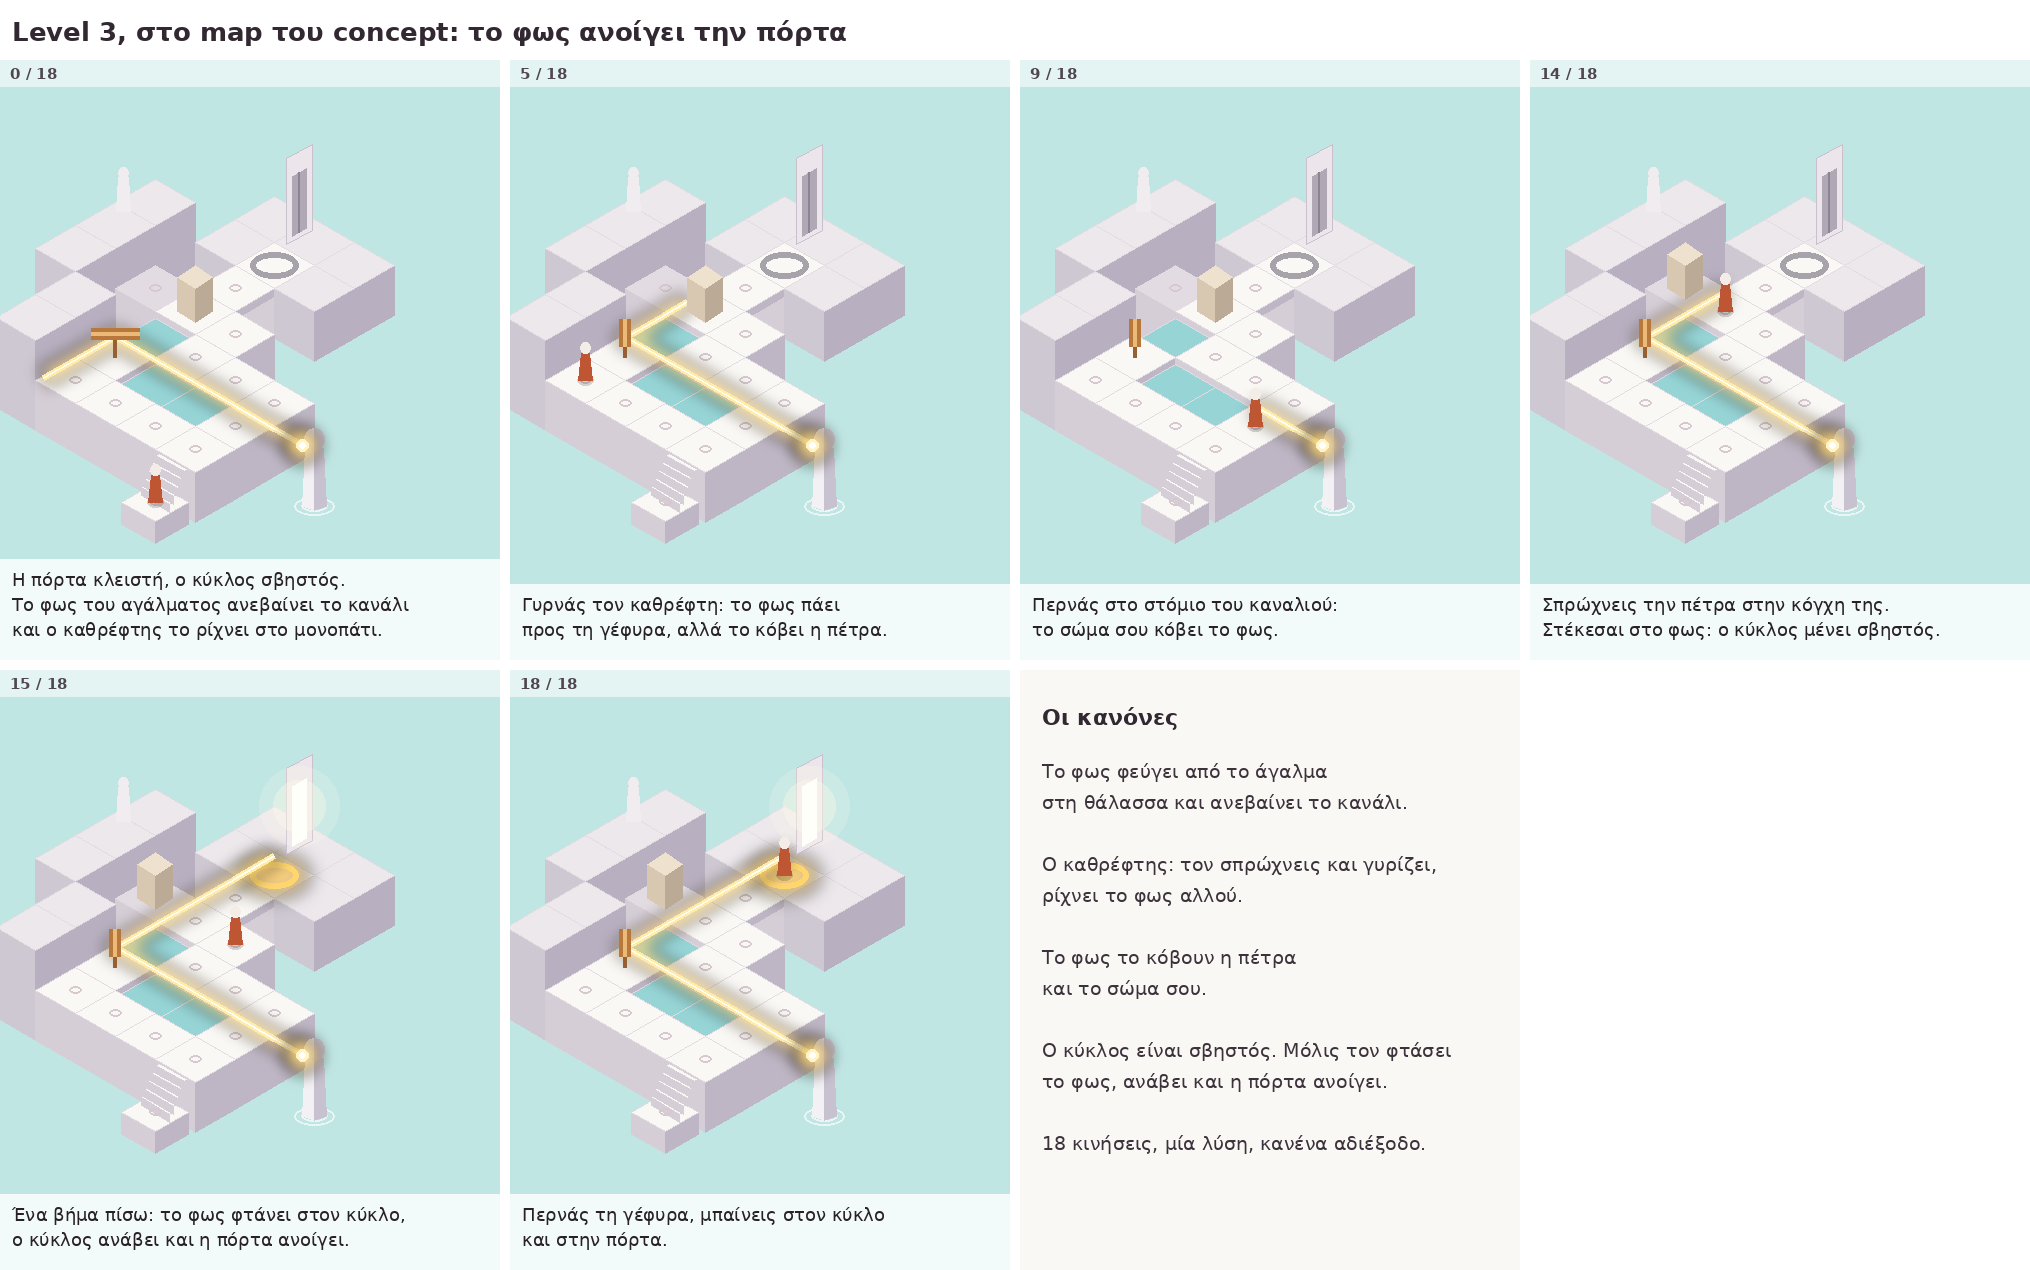 Level 3, στο map του concept: το φως ανοίγει την πόρτα
0 / 18
Η πόρτα κλειστή, ο κύκλος σβηστός.
Το φως του αγάλματος ανεβαίνει το κανάλι
και ο καθρέφτης το ρίχνει στο μονοπάτι.
5 / 18
Γυρνάς τον καθρέφτη: το φως πάει
προς τη γέφυρα, αλλά το κόβει η πέτρα.
9 / 18
Περνάς στο στόμιο του καναλιού:
το σώμα σου κόβει το φως.
14 / 18
Σπρώχνεις την πέτρα στην κόγχη της.
Στέκεσαι στο φως: ο κύκλος μένει σβηστός.
15 / 18
Ένα βήμα πίσω: το φως φτάνει στον κύκλο,
ο κύκλος ανάβει και η πόρτα ανοίγει.
18 / 18
Περνάς τη γέφυρα, μπαίνεις στον κύκλο
και στην πόρτα.
Οι κανόνες
Το φως φεύγει από το άγαλμα
στη θάλασσα και ανεβαίνει το κανάλι.
Ο καθρέφτης: τον σπρώχνεις και γυρίζει,
ρίχνει το φως αλλού.
Το φως το κόβουν η πέτρα
και το σώμα σου.
Ο κύκλος είναι σβηστός. Μόλις τον φτάσει
το φως, ανάβει και η πόρτα ανοίγει.
18 κινήσεις, μία λύση, κανένα αδιέξοδο.